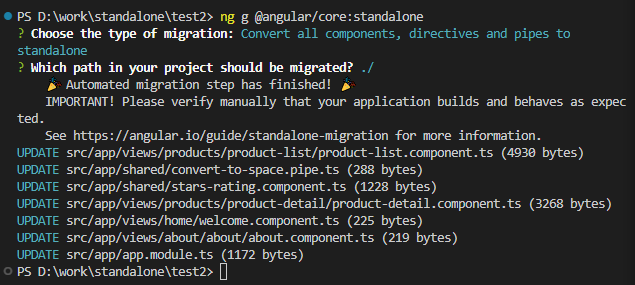 PS D:\work\standalone\test2> ng g @angular/core:standalone
? Choose the type of migration: Convert all components, directives and pipes to
standalone
? Which path in your project should be migrated? ./
🎉 Automated migration step has finished! 🎉
IMPORTANT! Please verify manually that your application builds and behaves as expec
ted.
See https://angular.io/guide/standalone-migration for more information.
UPDATE src/app/views/products/product-list/product-list.component.ts (4930 bytes)
UPDATE src/app/shared/convert-to-space.pipe.ts (288 bytes)
UPDATE src/app/shared/stars-rating.component.ts (1228 bytes)
UPDATE src/app/views/products/product-detail/product-detail.component.ts (3268 bytes)
UPDATE src/app/views/home/welcome.component.ts (225 bytes)
UPDATE src/app/views/about/about/about.component.ts (219 bytes)
UPDATE src/app/app.module.ts (1172 bytes)
PS D:\work\standalone\test2>